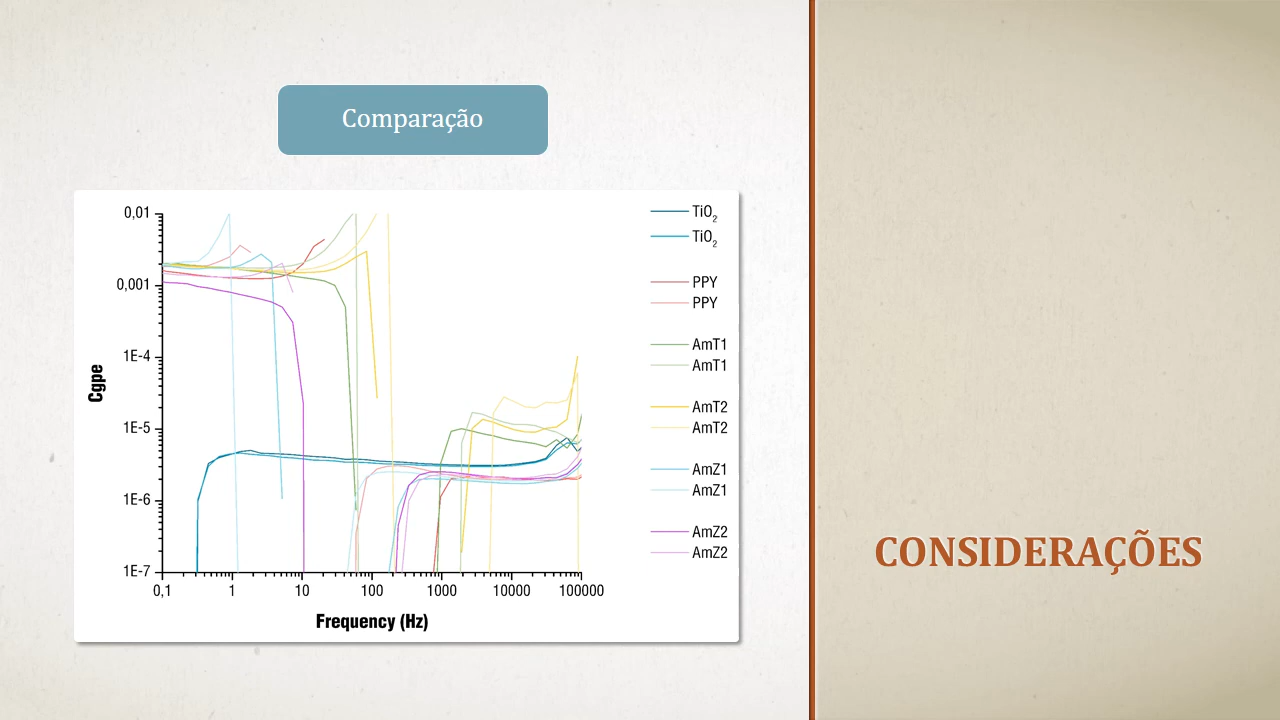 Comparação
0,01
0,001
1E-4
1E-5
1E-6
1E-7
Cgpe
0,1
1
10
100
1000
10000
100000
Frequency (Hz)
TiO₂
TiO₂
PPY
PPY
AmT1
AmT1
AmT2
AmT2
AmZ1
AmZ1
AmZ2
AmZ2
CONSIDERAÇÕES